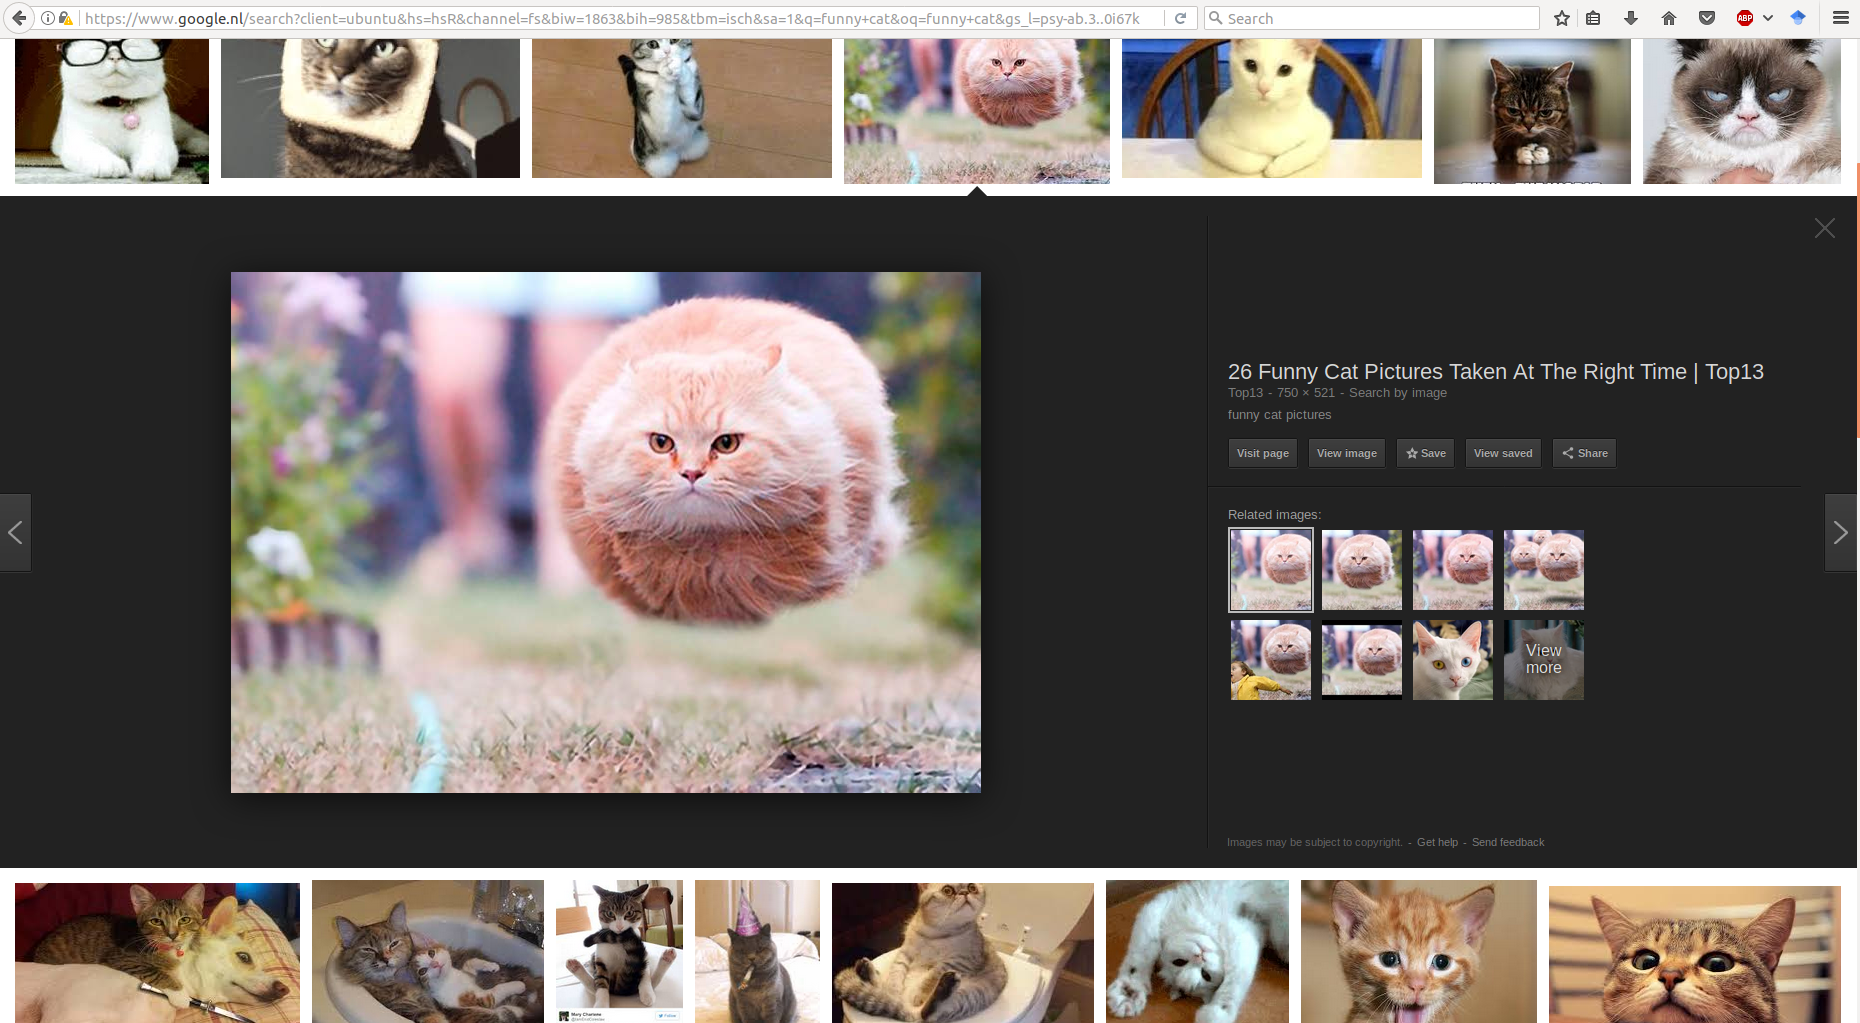 https://www.google.nl/search?client=ubuntu&hs=hsR&channel=fs&biw=1863&bih=985&tbm=isch&sa=1&q=funny+cat&oq=funny+cat&gs_l=psy-ab.3..0i67k
Search
ABP
26 Funny Cat Pictures Taken At The Right Time | Top13
Top13 - 750 × 521 - Search by image
funny cat pictures
Visit page
View image
Save
View saved
Share
Related images:
View
more
Images may be subject to copyright. - Get help - Send feedback
Mary Charlene
Follow